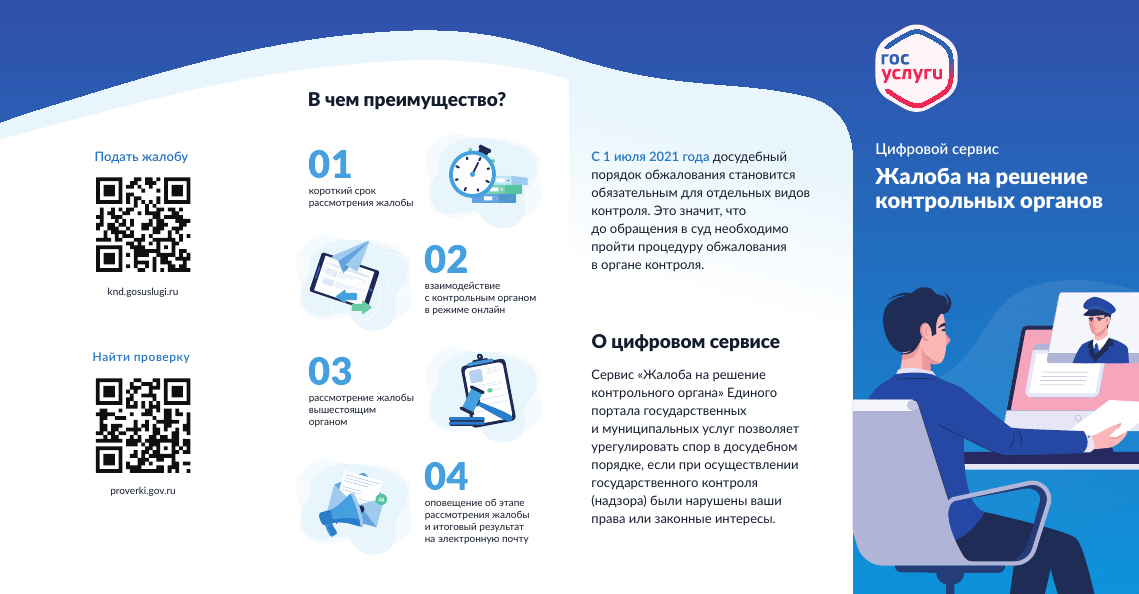 Подать жалобу
knd.gosuslugi.ru
Найти проверку
proverki.gov.ru
В чем преимущество?
01
короткий срок
рассмотрения жалобы
02
взаимодействие
с контрольным органом
в режиме онлайн
03
рассмотрение жалобы
вышестоящим
органом
04
оповещение об этапе
рассмотрения жалобы
и итоговый результат
на электронную почту
С 1 июля 2021 года досудебный
порядок обжалования становится
обязательным для отдельных видов
контроля. Это значит, что
до обращения в суд необходимо
пройти процедуру обжалования
в органе контроля.
О цифровом сервисе
Сервис «Жалоба на решение
контрольного органа» Единого
портала государственных
и муниципальных услуг позволяет
урегулировать спор в досудебном
порядке, если при осуществлении
государственного контроля
(надзора) были нарушены ваши
права или законные интересы.
гос
услуги
Цифровой сервис
Жалоба на решение
контрольных органов